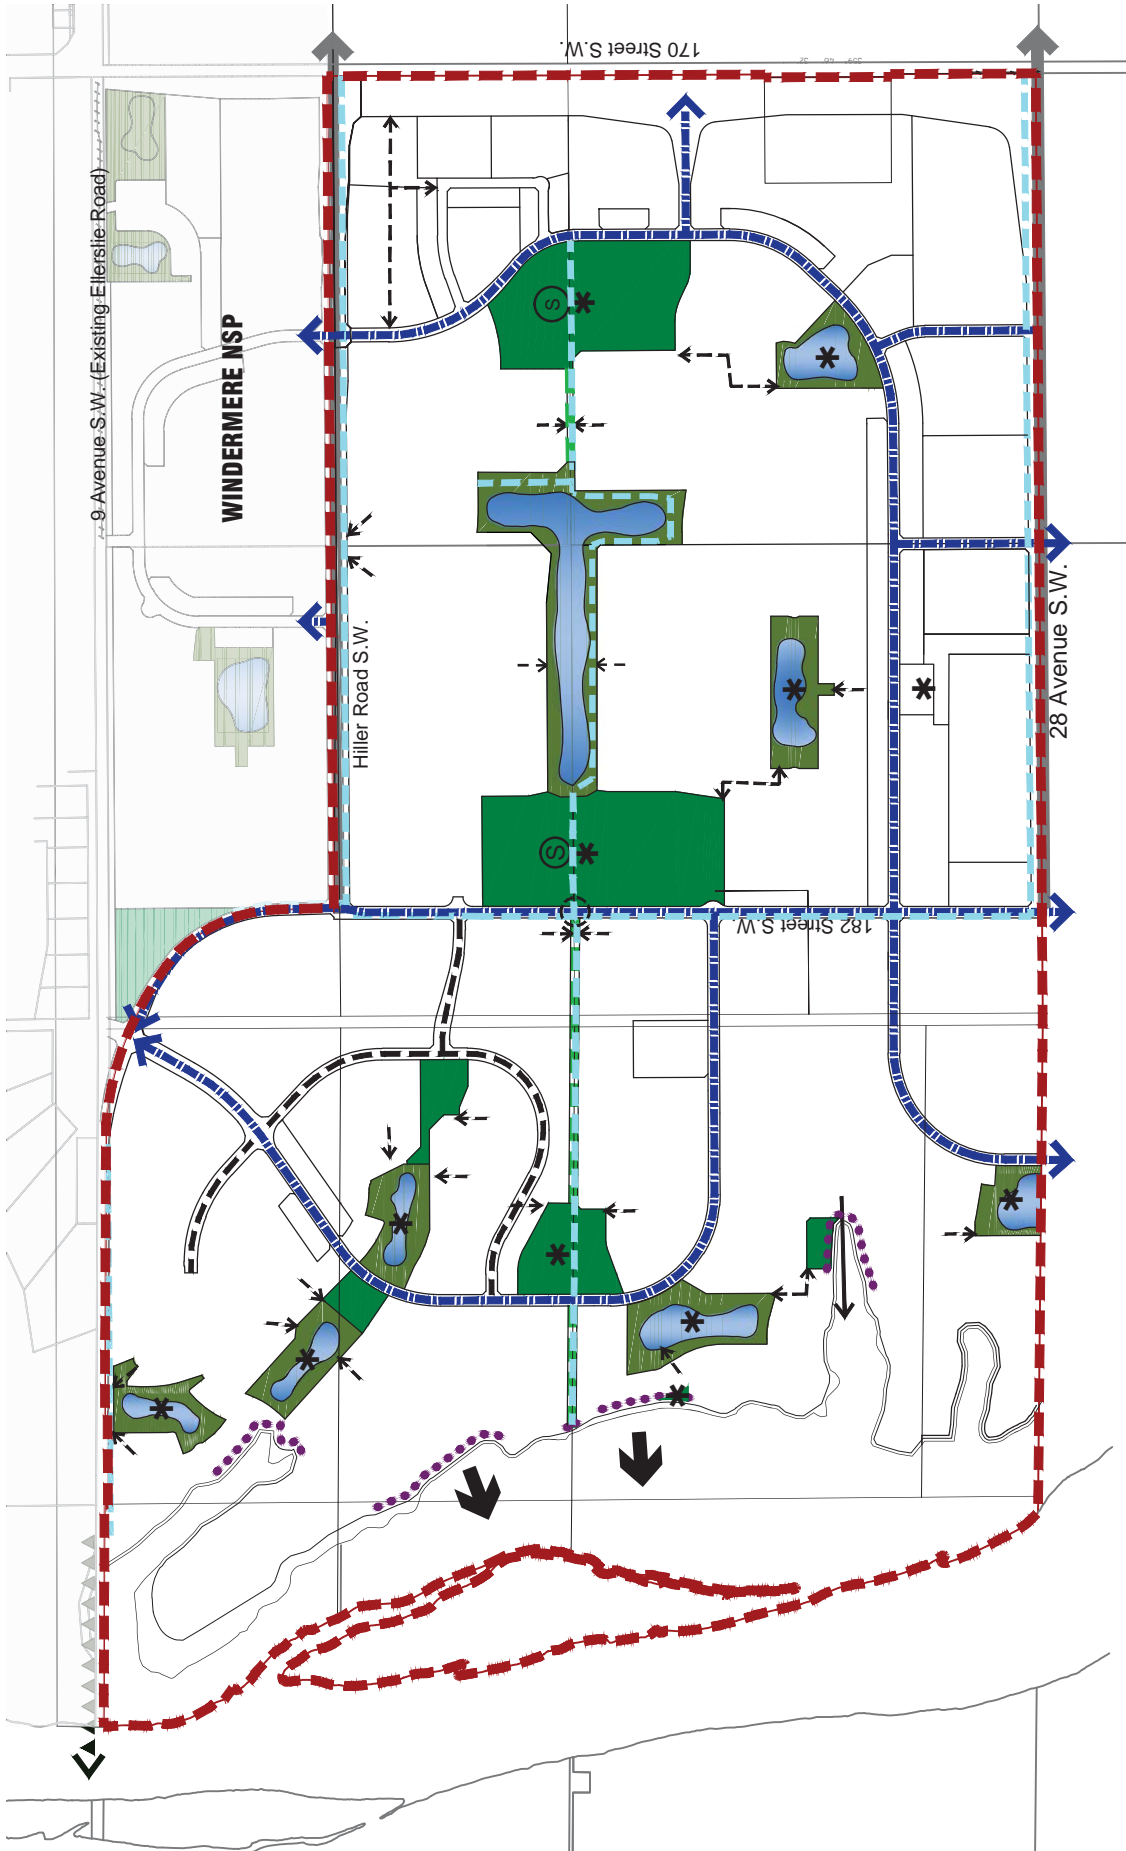 170 Street S.W.
9 Avenue S.W. (Existing Ellerslie Road)
WINDERMERE NSP
S
Hiller Road S.W.
28 Avenue S.W.
S
182 Street S.W.